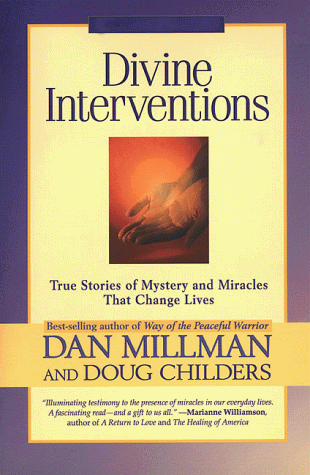 Divine
Interventions
True Stories of Mystery and Miracles
That Change Lives
Best-selling author of Way of the Peaceful Warrior
DAN MILLMAN
AND DOUG CHILDERS
"Illuminating testimony to the presence of miracles in our everyday lives.
A fascinating read—and a gift to us all." —Marianne Williamson,
author of A Return to Love and The Healing of America